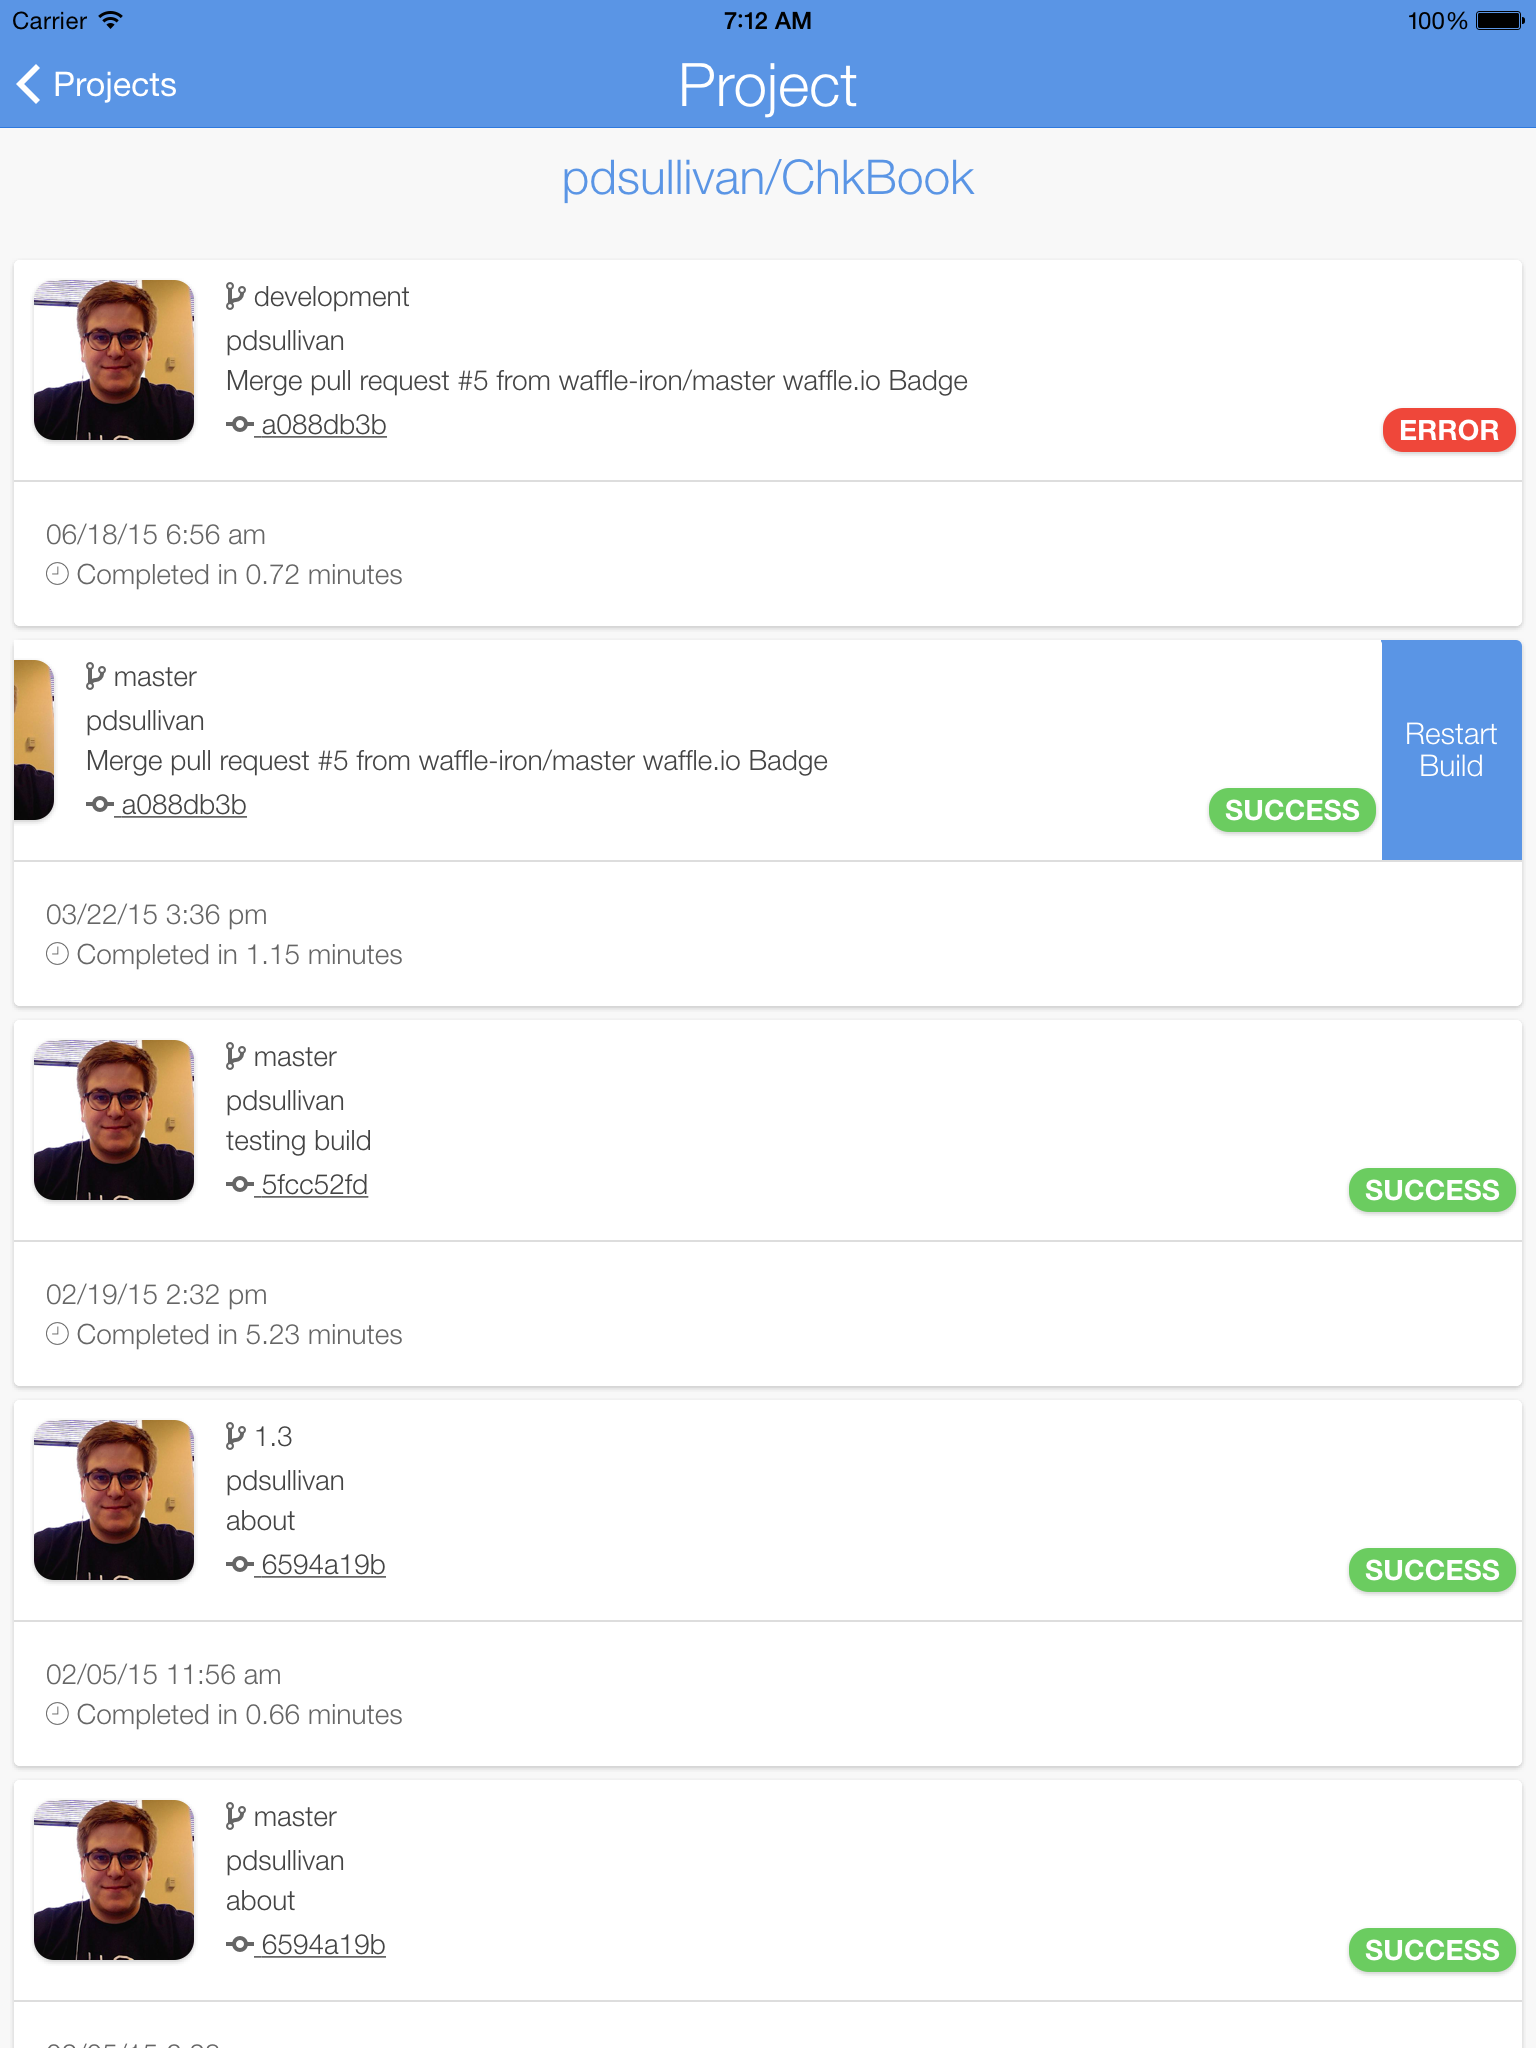 Carrier 7:12 AM 100%
Projects Project
pdsullivan/ChkBook
development
pdsullivan
Merge pull request #5 from waffle-iron/master waffle.io Badge
a088db3b
ERROR
06/18/15 6:56 am
Completed in 0.72 minutes
master
pdsullivan
Merge pull request #5 from waffle-iron/master waffle.io Badge
a088db3b
SUCCESS
Restart
Build
03/22/15 3:36 pm
Completed in 1.15 minutes
master
pdsullivan
testing build
5fcc52fd
SUCCESS
02/19/15 2:32 pm
Completed in 5.23 minutes
1.3
pdsullivan
about
6594a19b
SUCCESS
02/05/15 11:56 am
Completed in 0.66 minutes
master
pdsullivan
about
6594a19b
SUCCESS